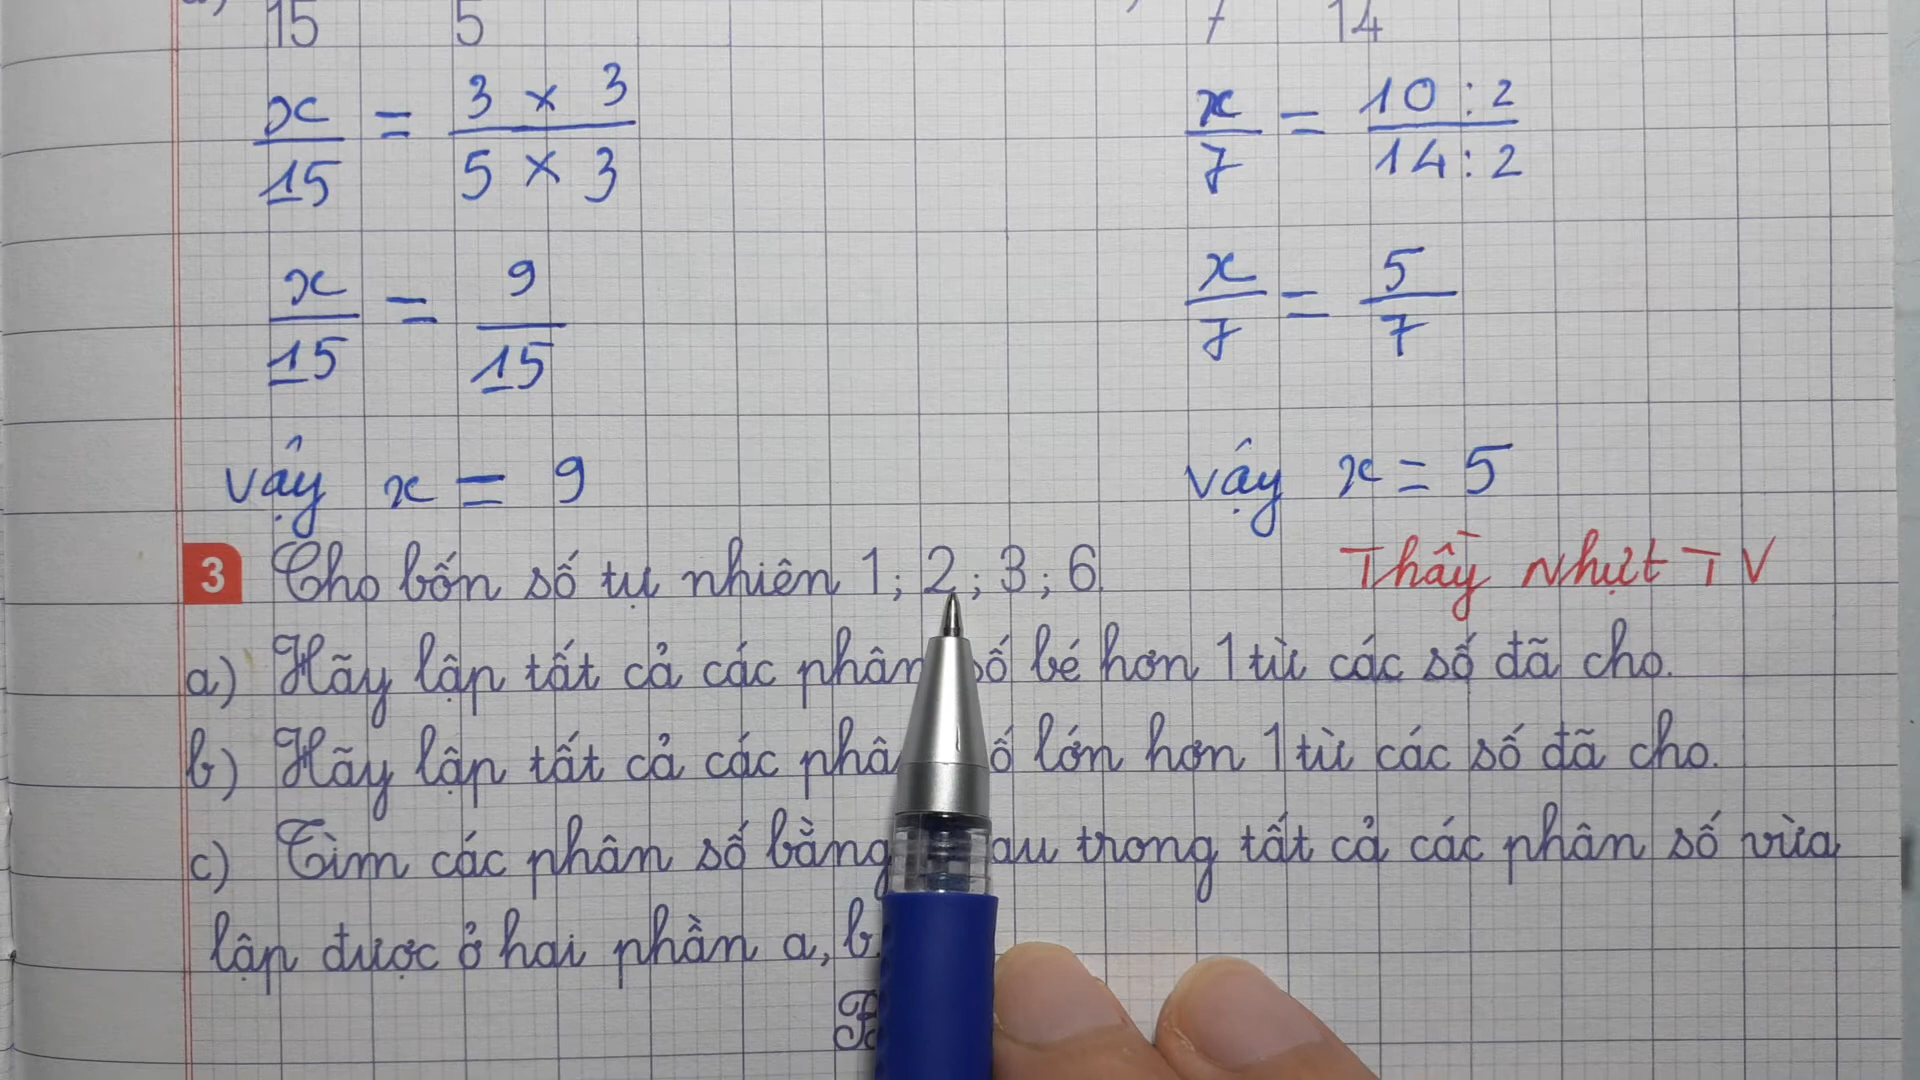 15 5 7 14
x/15 = 3 × 3/5 × 3 x/7 = 10 : 2/14 : 2
x/15 = 9/15 x/7 = 5/7
vậy x = 9 vậy x = 5
3 Cho bốn số tự nhiên 1; 2; 3; 6. Thầy Nhựt TV
a) Hãy lập tất cả các phân số bé hơn 1 từ các số đã cho.
b) Hãy lập tất cả các phân số lớn hơn 1 từ các số đã cho.
c) Tìm các phân số bằng nhau trong tất cả các phân số vừa
lập được ở hai phần a, b